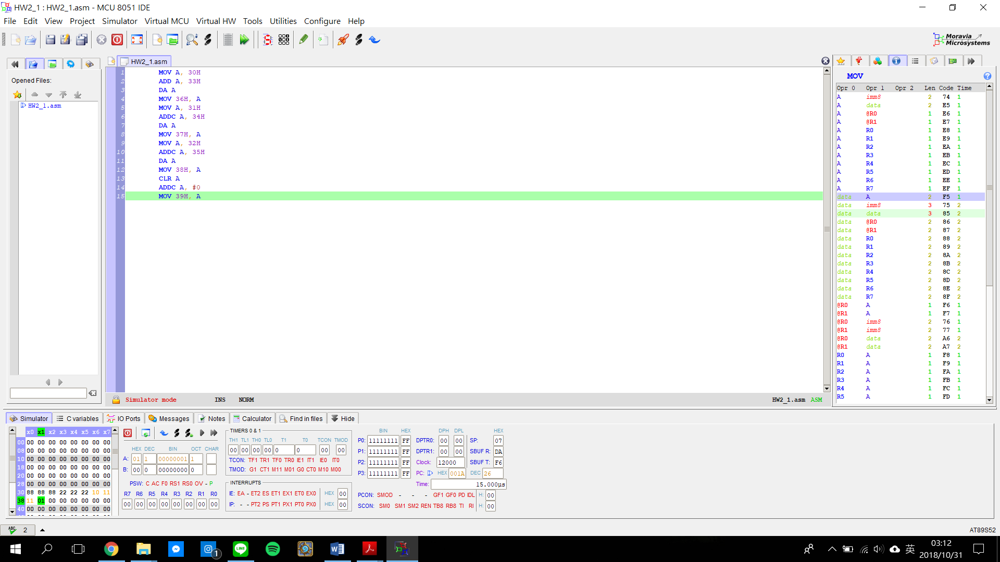 HW2_1 : HW2_1.asm - MCU 8051 IDE
File Edit View Project Simulator Virtual MCU Virtual HW Tools Utilities Configure Help
Moravia
Microsystems
HW2_1.asm
Opened Files:
HW2_1.asm
1 MOV A, 30H
2 ADD A, 33H
3 DA A
4 MOV 36H, A
5 MOV A, 31H
6 ADDC A, 34H
7 DA A
8 MOV 37H, A
9 MOV A, 32H
10 ADDC A, 35H
11 DA A
12 MOV 38H, A
13 CLR A
14 ADDC A, #0
15 MOV 39H, A
MOV
Opr 0 Opr 1 Opr 2 Len Code Time
A imm8 2 74 1
A data 2 E5 1
A @R0 1 E6 1
A @R1 1 E7 1
A R0 1 E8 1
A R1 1 E9 1
A R2 1 EA 1
A R3 1 EB 1
A R4 1 EC 1
A R5 1 ED 1
A R6 1 EE 1
A R7 1 EF 1
data A 2 F5 1
data imm8 3 75 2
data data 3 85 2
data @R0 2 86 2
data @R1 2 87 2
data R0 2 88 2
data R1 2 89 2
data R2 2 8A 2
data R3 2 8B 2
data R4 2 8C 2
data R5 2 8D 2
data R6 2 8E 2
data R7 2 8F 2
@R0 A 1 F6 1
@R1 A 1 F7 1
@R0 imm8 2 76 1
@R1 imm8 2 77 1
@R0 data 2 A6 2
@R1 data 2 A7 2
R0 A 1 F8 1
R1 A 1 F9 1
R2 A 1 FA 1
R3 A 1 FB 1
R4 A 1 FC 1
R5 A 1 FD 1
Simulator mode INS NORM HW2_1.asm ASM
Simulator C variables IO Ports Messages Notes Calculator Find in files Hide
x0 x1 x2 x3 x4 x5 x6 x7
00 00 00 00 00 00 00 00 00
08 00 00 00 00 00 00 00 00
10 00 00 00 00 00 00 00 00
18 00 00 00 00 00 00 00 00
20 00 00 00 00 00 00 00 00
28 00 00 00 00 00 00 00 00
30 88 88 88 22 22 22 10 11
38 11 01 00 00 00 00 00 00
40 00 00 00 00 00 00 00 00
HEX DEC BIN OCT CHAR
A: 01 1 00000001 1
B: 00 0 00000000 0
PSW: C AC F0 RS1 RS0 OV - P
R7 R6 R5 R4 R3 R2 R1 R0
00 00 00 00 00 00 00 00
TIMERS 0 & 1
TH1 TL1 TH0 TL0 T1 T0 TCON TMOD
00 00 00 00 0 0 00 00
TCON: TF1 TR1 TF0 TR0 IE1 IT1 IE0 IT0
TMOD: G1 CT1 M11 M01 G0 CT0 M10 M00
INTERRUPTS
IE: EA - ET2 ES ET1 EX1 ET0 EX0 HEX 00
IP: - - PT2 PS PT1 PX1 PT0 PX0 HEX 00
BIN HEX
P0: 11111111 FF
P1: 11111111 FF
P2: 11111111 FF
P3: 11111111 FF
DPH DPL HEX
DPTR0: 00 00 SP: 07
DPTR1: 00 00 SBUF R: DA
Clock: 12000 SBUF T: F6
PC: HEX 001A DEC 26
Time: 15.000µs
PCON: SMOD - - - GF1 GF0 PD IDL H: 00
SCON: SM0 SM1 SM2 REN TB8 RB8 TI RI H: 00
ABC 2
AT89S52
1
LINE
英
03:12
2018/10/31